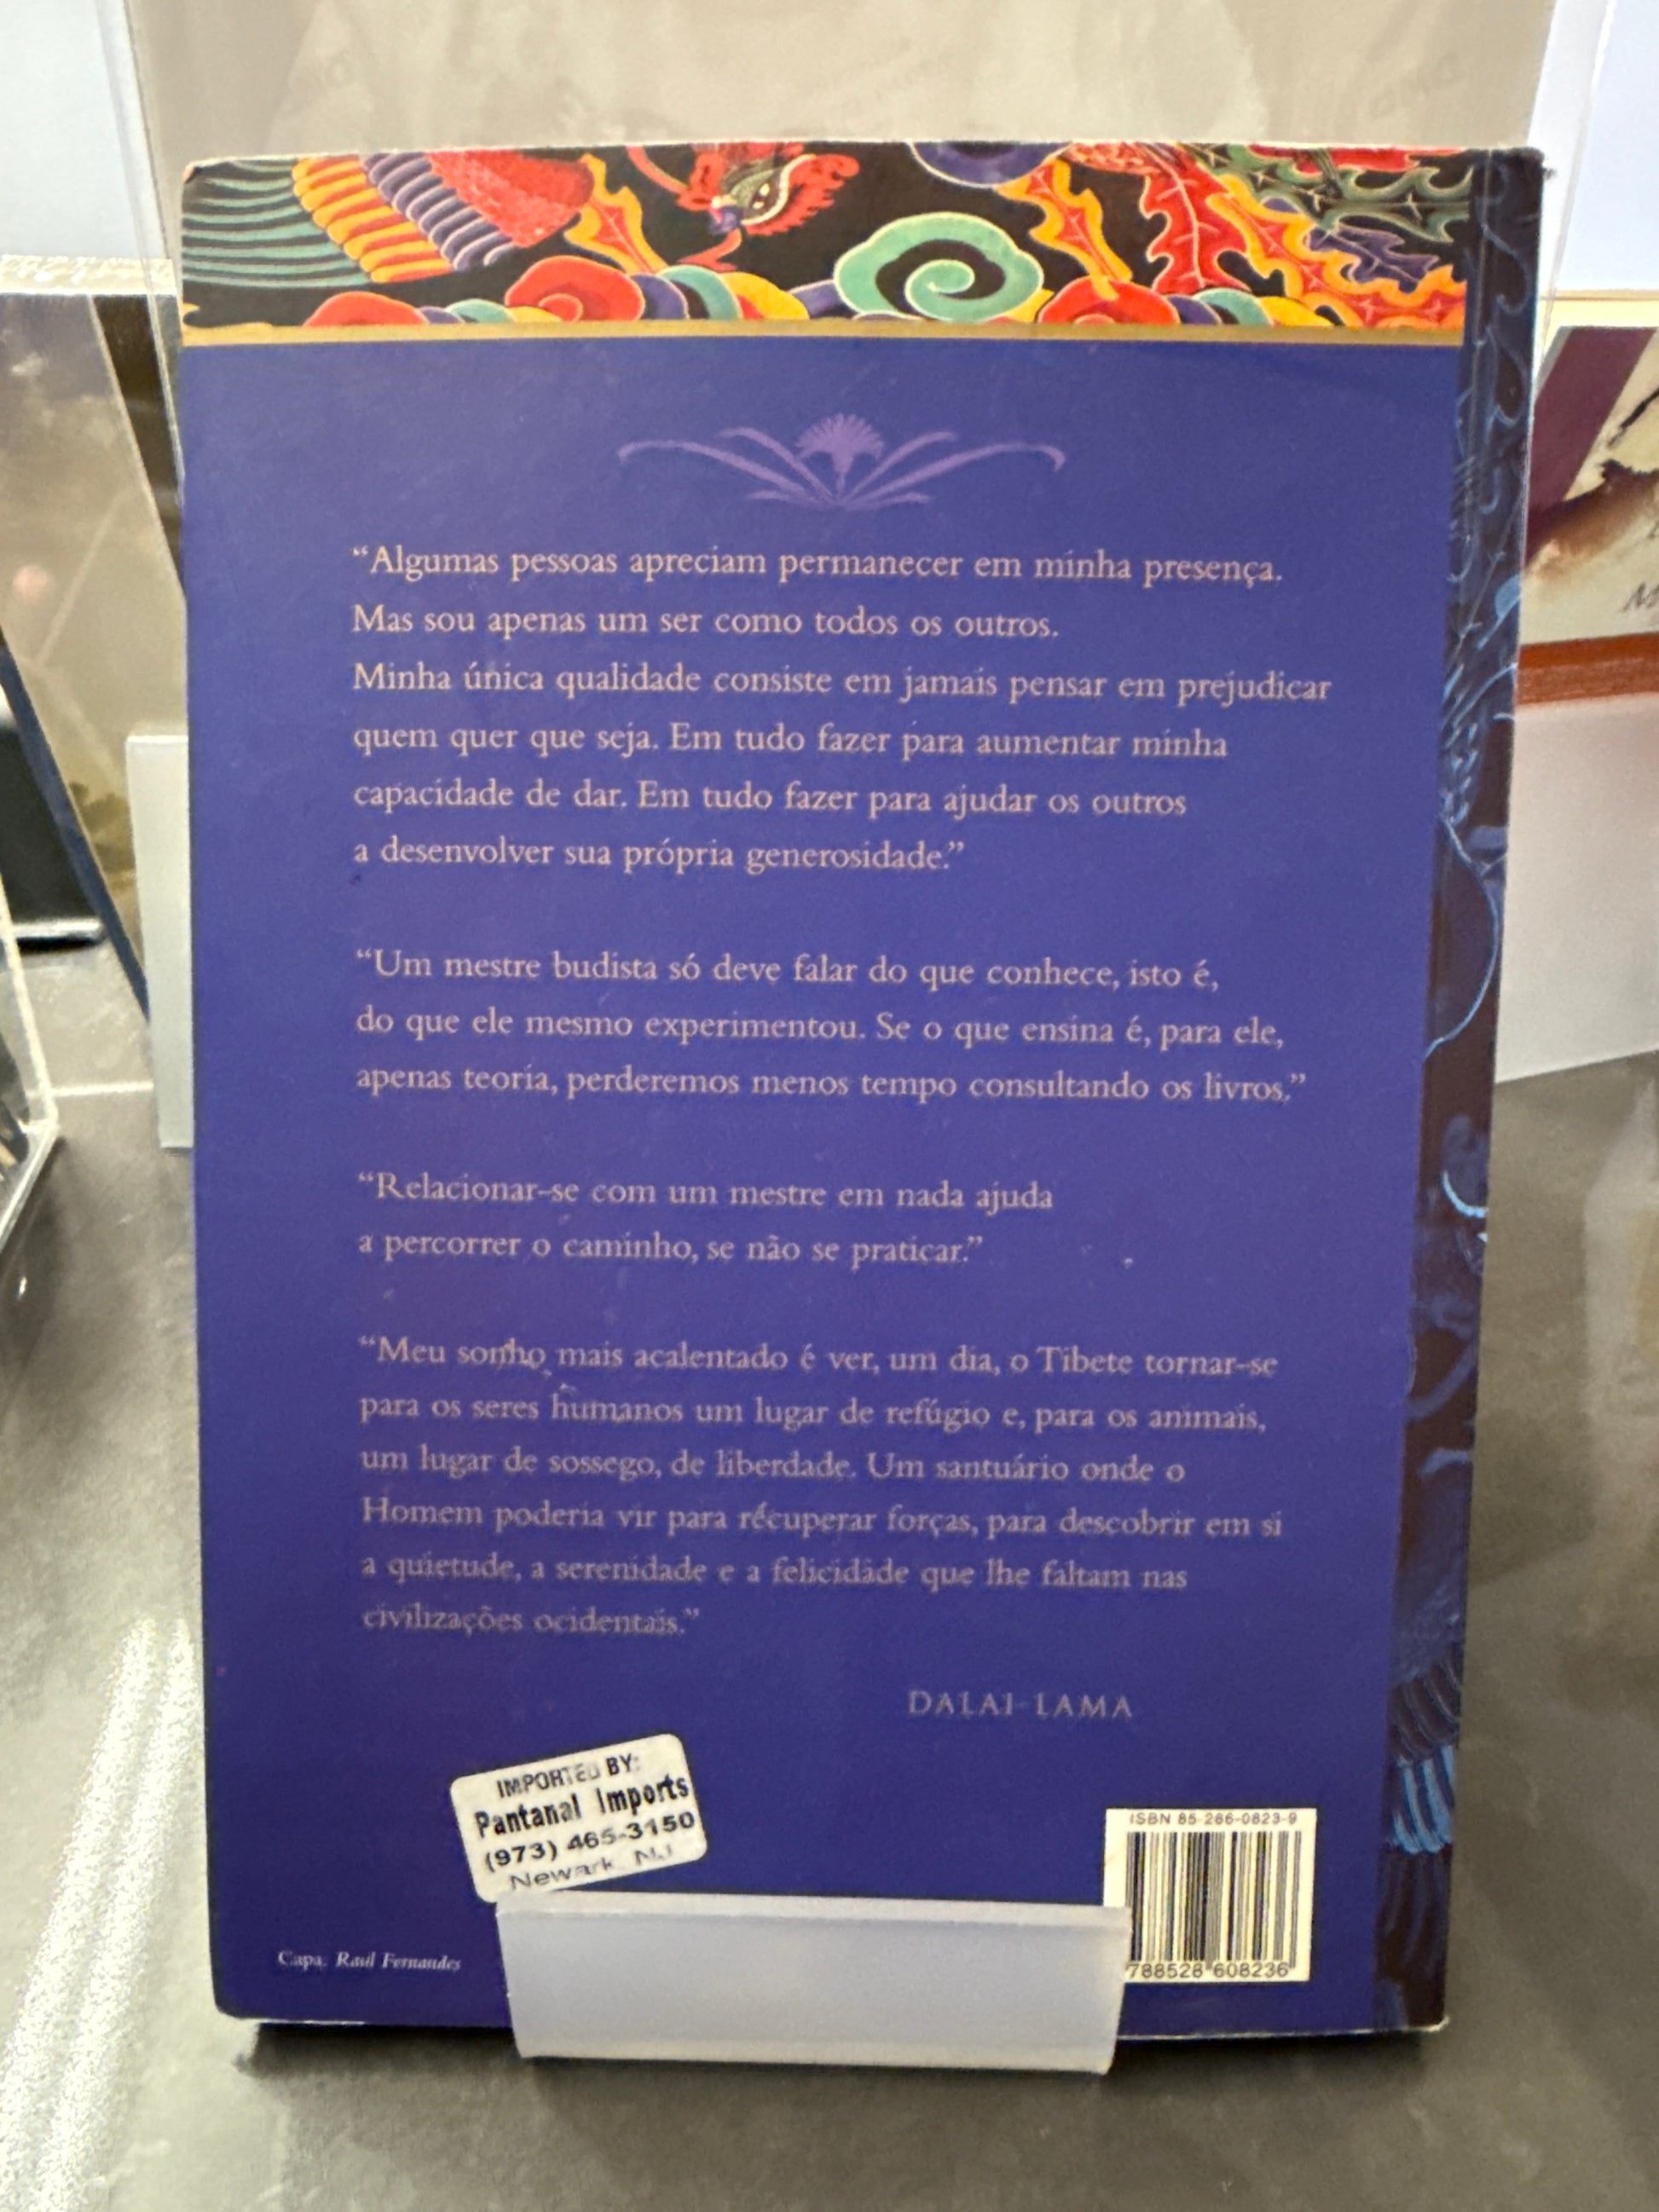 “Algumas pessoas apreciam permanecer em minha presença.
Mas sou apenas um ser como todos os outros.
Minha única qualidade consiste em jamais pensar em prejudicar
quem quer que seja. Em tudo fazer para aumentar minha
capacidade de dar. Em tudo fazer para ajudar os outros
a desenvolver sua própria generosidade.”
“Um mestre budista só deve falar do que conhece, isto é,
do que ele mesmo experimentou. Se o que ensina é, para ele,
apenas teoria, perderemos menos tempo consultando os livros.”
“Relacionar-se com um mestre em nada ajuda
a percorrer o caminho, se não se praticar.”
“Meu sonho mais acalentado é ver, um dia, o Tibete tornar-se
para os seres humanos um lugar de refúgio e, para os animais,
um lugar de sossego, de liberdade. Um santuário onde o
Homem poderia vir para recuperar forças, para descobrir em si
a quietude, a serenidade e a felicidade que lhe faltam nas
civilizações ocidentais.”
DALAI-LAMA
IMPORTED BY:
Pantanal Imports
(973) 465-3150
Newark NJ
ISBN 85-286-0823-9
788528 608236
Capa: Raul Fernandes